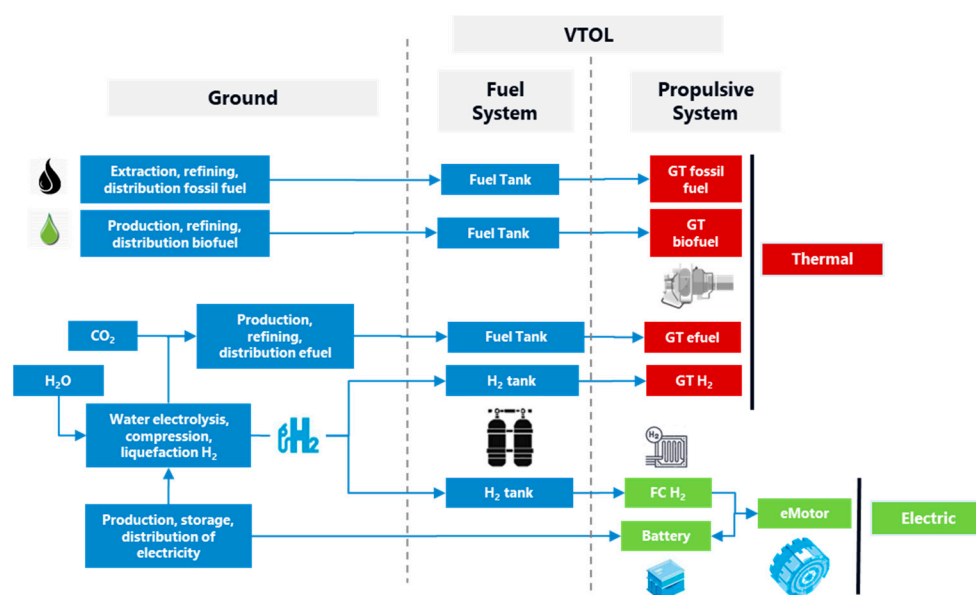 VTOL
Ground
Fuel
System
Propulsive
System
Extraction, refining,
distribution fossil fuel
Fuel Tank
GT fossil
fuel
Production, refining,
distribution biofuel
Fuel Tank
GT
biofuel
Thermal
CO₂
Production,
refining,
distribution efuel
Fuel Tank
GT efuel
H₂O
H₂ tank
GT H₂
Water electrolysis,
compression,
liquefaction H₂
H₂
H₂
H₂ tank
FC H₂
Production, storage,
distribution of
electricity
Battery
eMotor
Electric